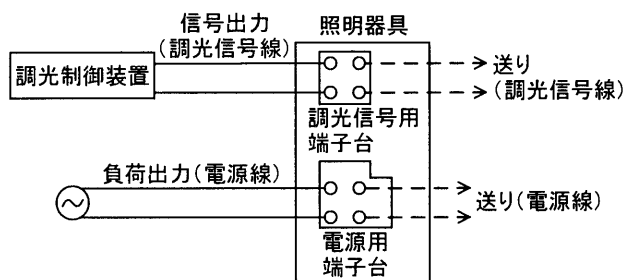 信号出力
(調光信号線)
照明器具
調光制御装置
送り
(調光信号線)
調光信号用
端子台
負荷出力(電源線)
送り(電源線)
電源用
端子台